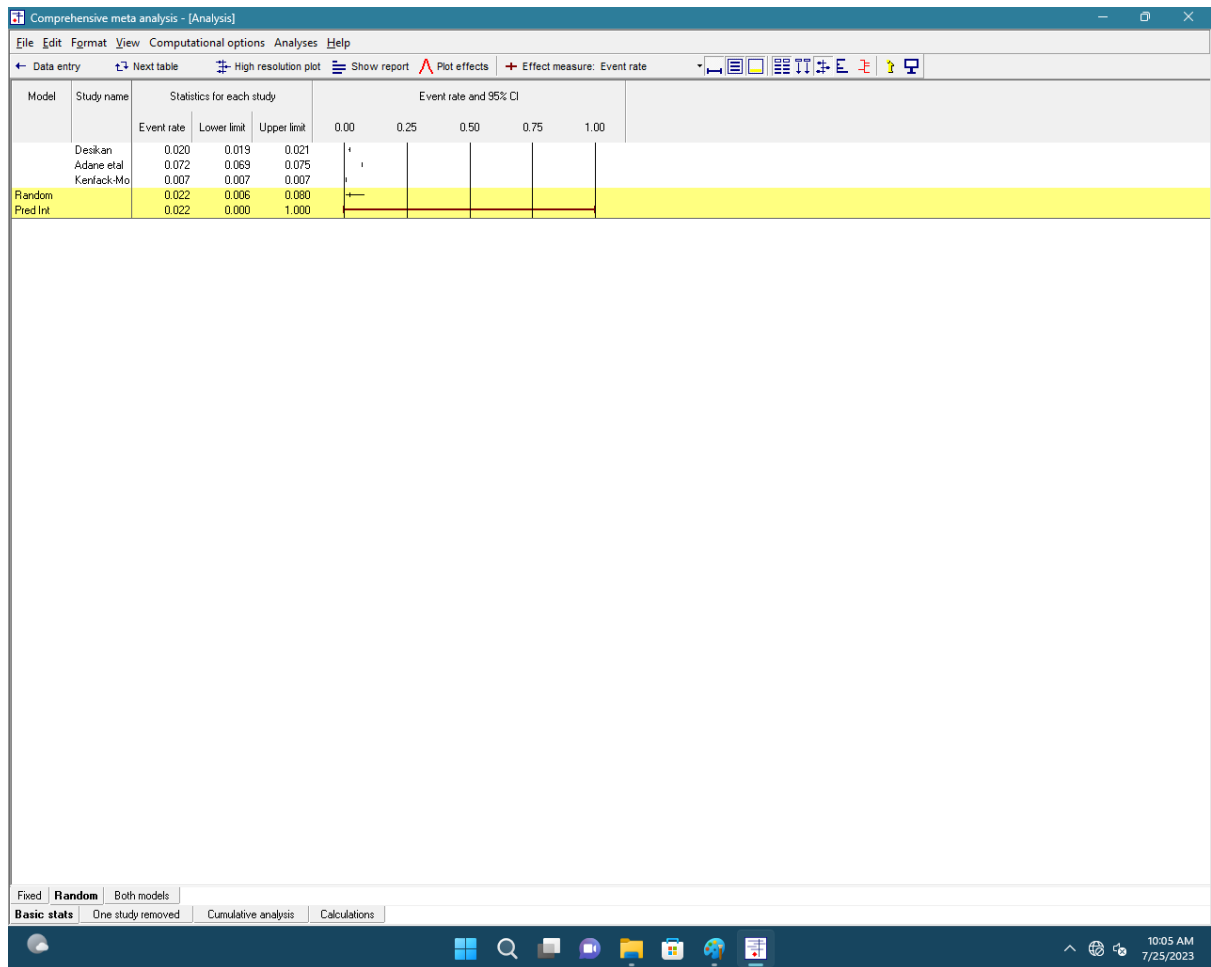 Comprehensive meta analysis - [Analysis]
File Edit Format View Computational options Analyses Help
Data entry Next table High resolution plot Show report Plot effects Effect measure: Event rate
Model Study name Statistics for each study Event rate and 95% CI
Event rate Lower limit Upper limit 0.00 0.25 0.50 0.75 1.00
Desikan 0.020 0.019 0.021
Adane etal 0.072 0.069 0.075
Kenfack-Mo 0.007 0.007 0.007
Random 0.022 0.006 0.080
Pred Int 0.022 0.000 1.000
Fixed Random Both models
Basic stats One study removed Cumulative analysis Calculations
10:05 AM
7/25/2023